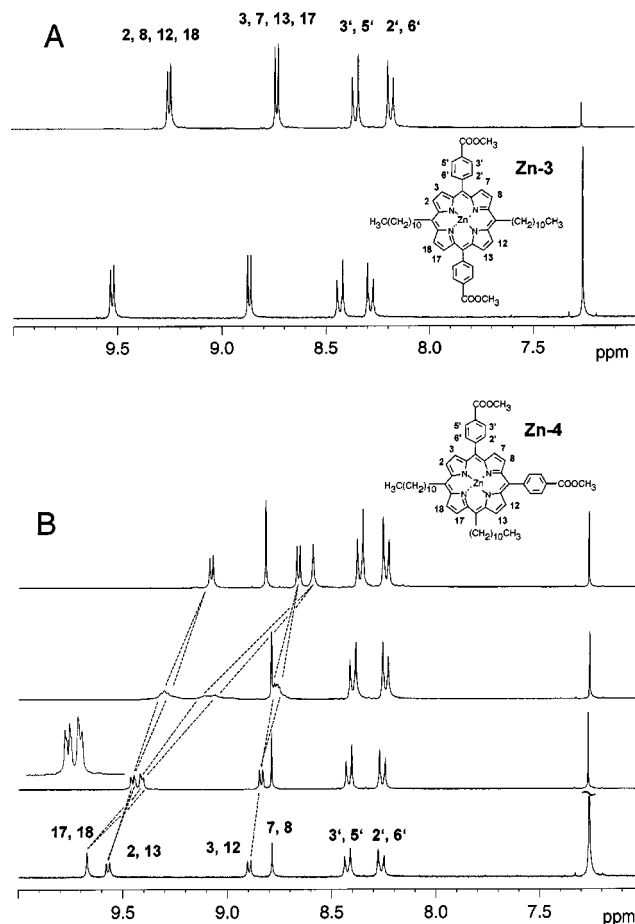 A
2, 8, 12, 18
3, 7, 13, 17
3‘, 5‘
2‘, 6‘
COOCH3
Zn-3
5' 3'
6' 2'
3 7
2 8
N N
Zn
N N
H3C(CH2)10 (CH2)10CH3
18 12
17 13
COOCH3
9.5 9.0 8.5 8.0 7.5 ppm
B
COOCH3
Zn-4
5' 3'
6' 2'
3 7
2 8
N N
Zn
N N
H3C(CH2)10 COOCH3
18 12
17 13
(CH2)10CH3
17, 18
2, 13
3, 12
7, 8
3‘, 5‘
2‘, 6‘
9.5 9.0 8.5 8.0 7.5 ppm